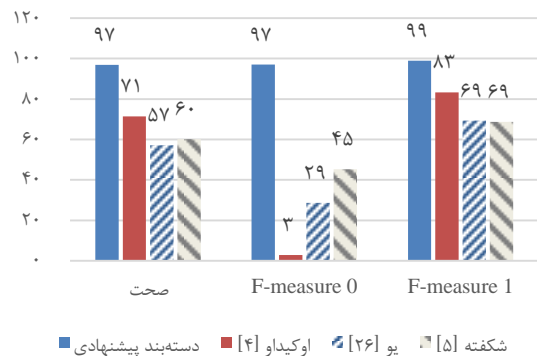 ۱۲۰
۱۰۰
۸۰
۶۰
۴۰
۲۰
۰
۹۷ ۷۱ ۵۷ ۶۰
۹۷ ۳ ۲۹ ۴۵
۹۹ ۸۳ ۶۹ ۶۹
صحت F-measure 0 F-measure 1
دسته‌بند پیشنهادی اوکیداو [۴] یو [۲۶] شکفته [۵]